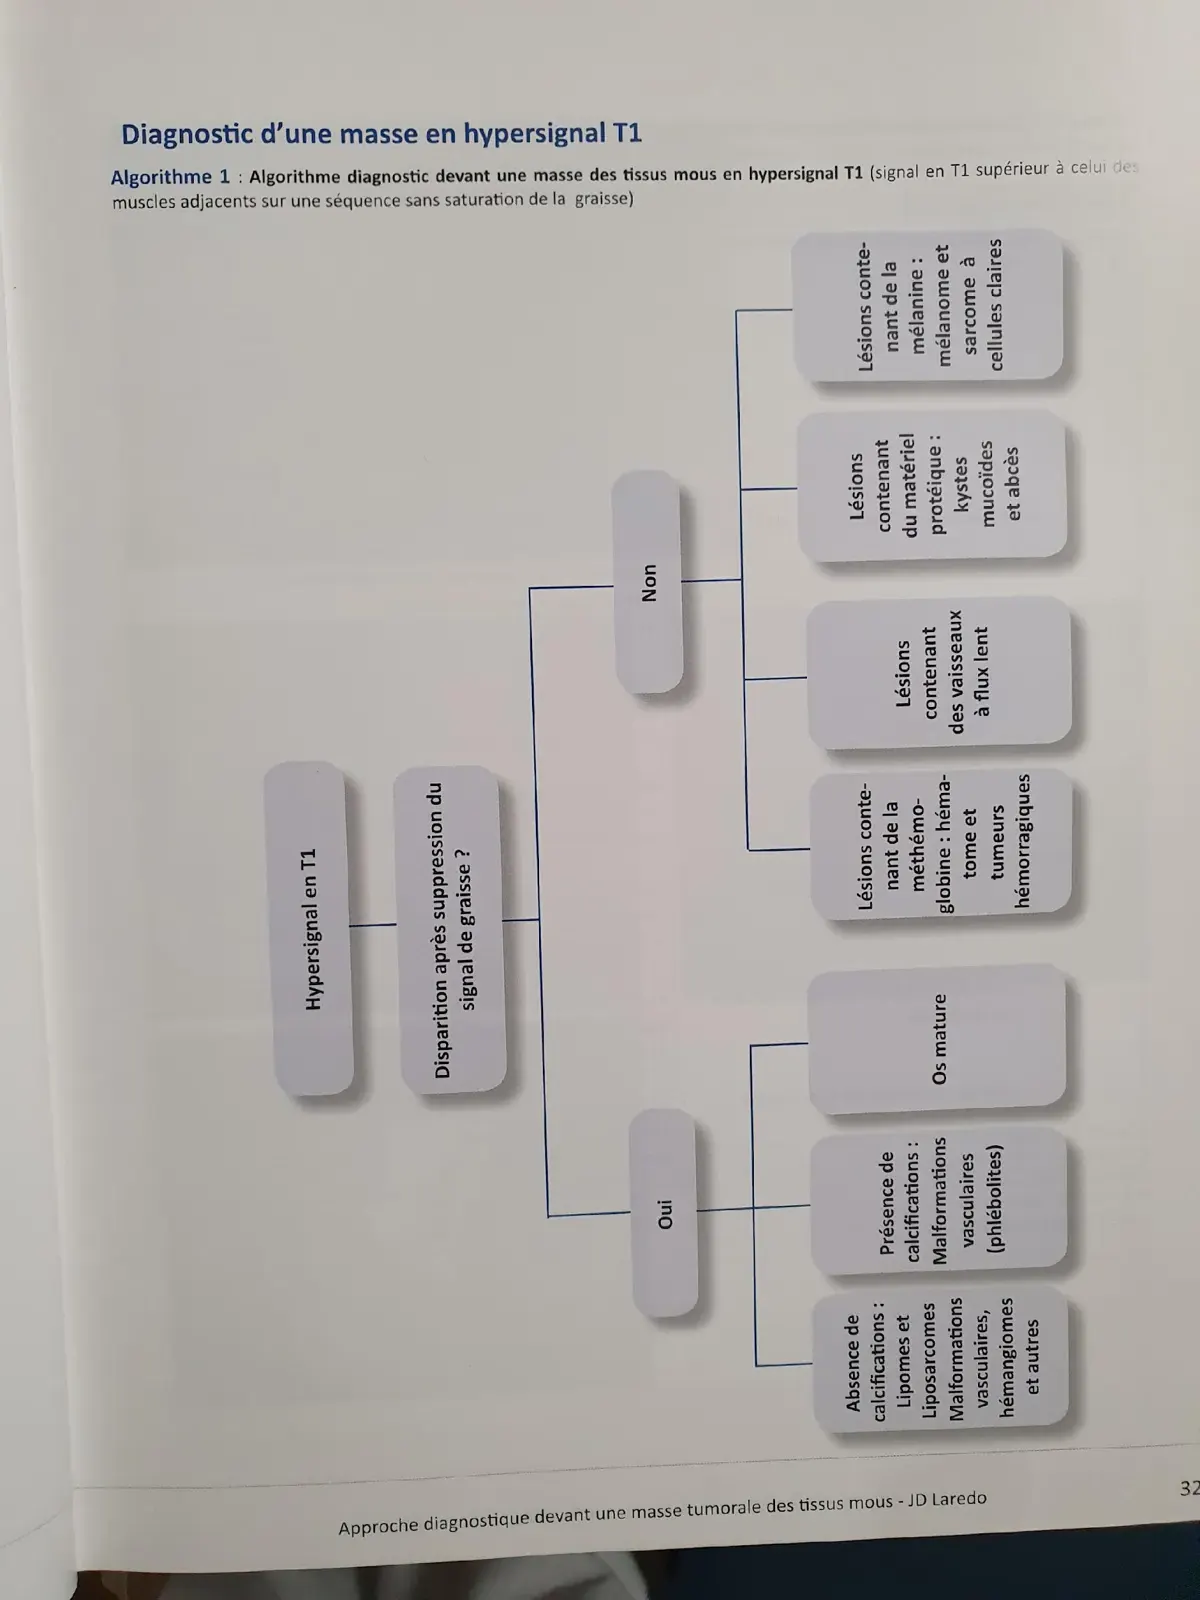 Diagnostic d'une masse en hypersignal T1
Algorithme 1 : Algorithme diagnostic devant une masse des tissus mous en hypersignal T1 (signal en T1 supérieur à celui des
muscles adjacents sur une séquence sans saturation de la graisse)
Hypersignal en T1
Disparition après suppression du
signal de graisse ?
Oui
Non
Absence de
calcifications :
Lipomes et
Liposarcomes
Malformations
vasculaires,
hémangiomes
et autres
Présence de
calcifications :
Malformations
vasculaires
(phlébolites)
Os mature
Lésions conte-
nant de la
méthémo-
globine : héma-
tome et
tumeurs
hémorragiques
Lésions
contenant
des vaisseaux
à flux lent
Lésions
contenant
du matériel
protéique :
kystes
mucoïdes
et abcès
Lésions conte-
nant de la
mélanine :
mélanome et
sarcome à
cellules claires
Approche diagnostique devant une masse tumorale des tissus mous - JD Laredo
32